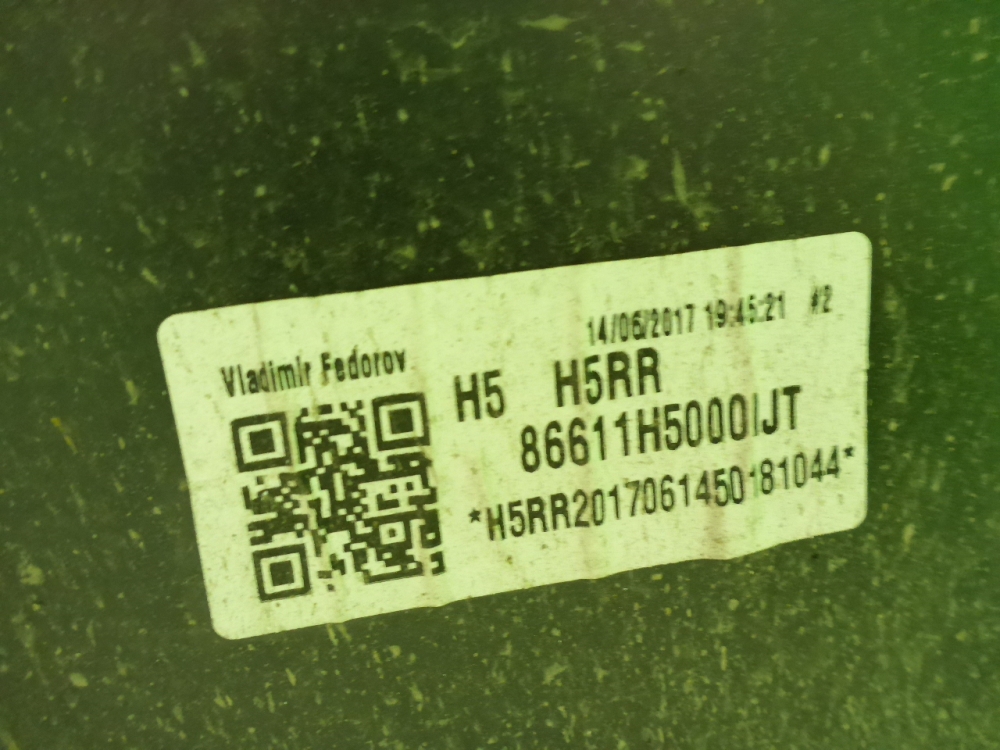 14/06/2017 19:45:21 #2
Vladimir Fedorov
H5 H5RR
86611H5000IJT
*H5RR2017061450181044*